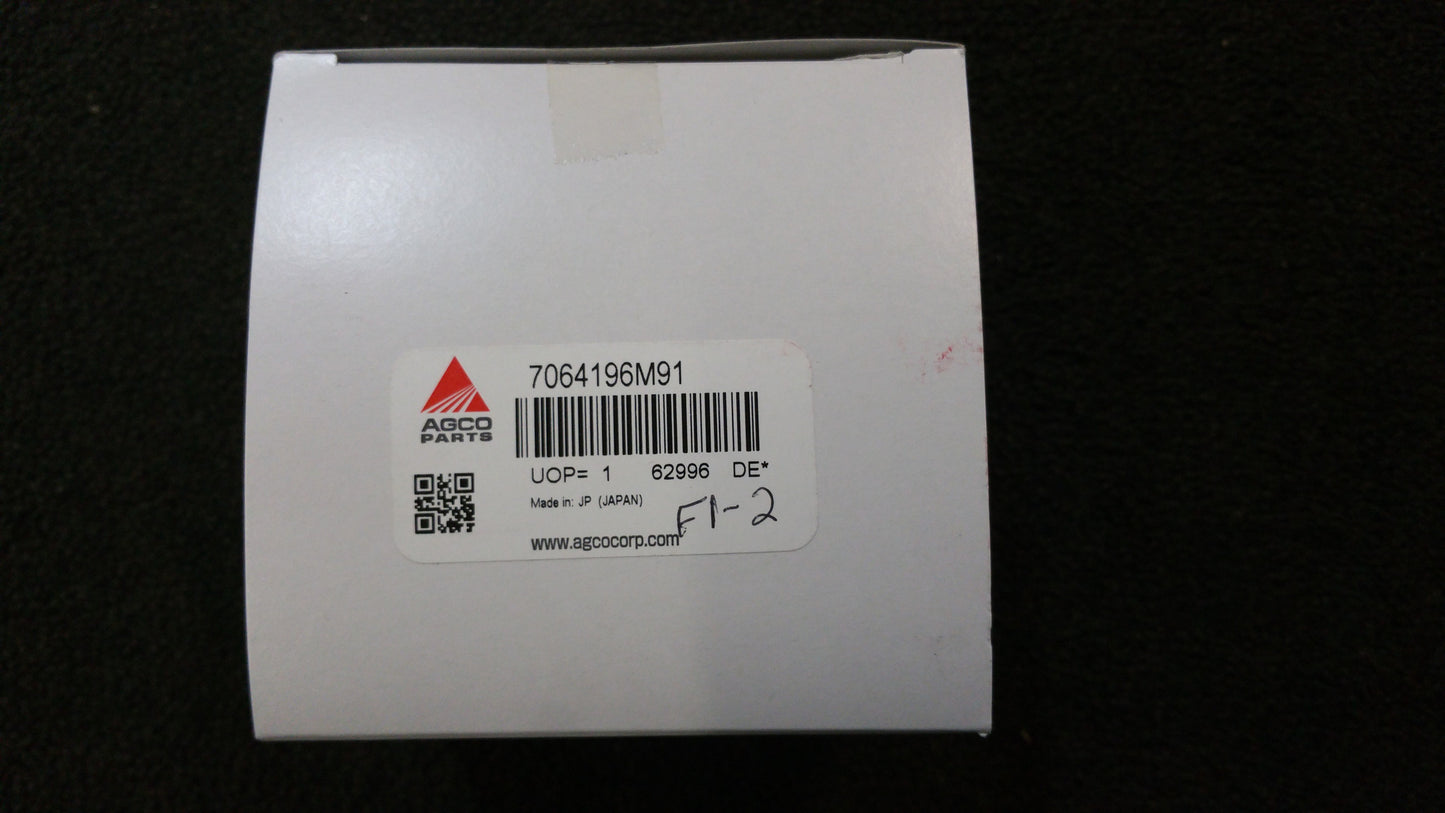 7064196M91
AGCO
PARTS
UOP= 1 62996 DE*
Made in: JP (JAPAN)
F1-2
www.agcocorp.com